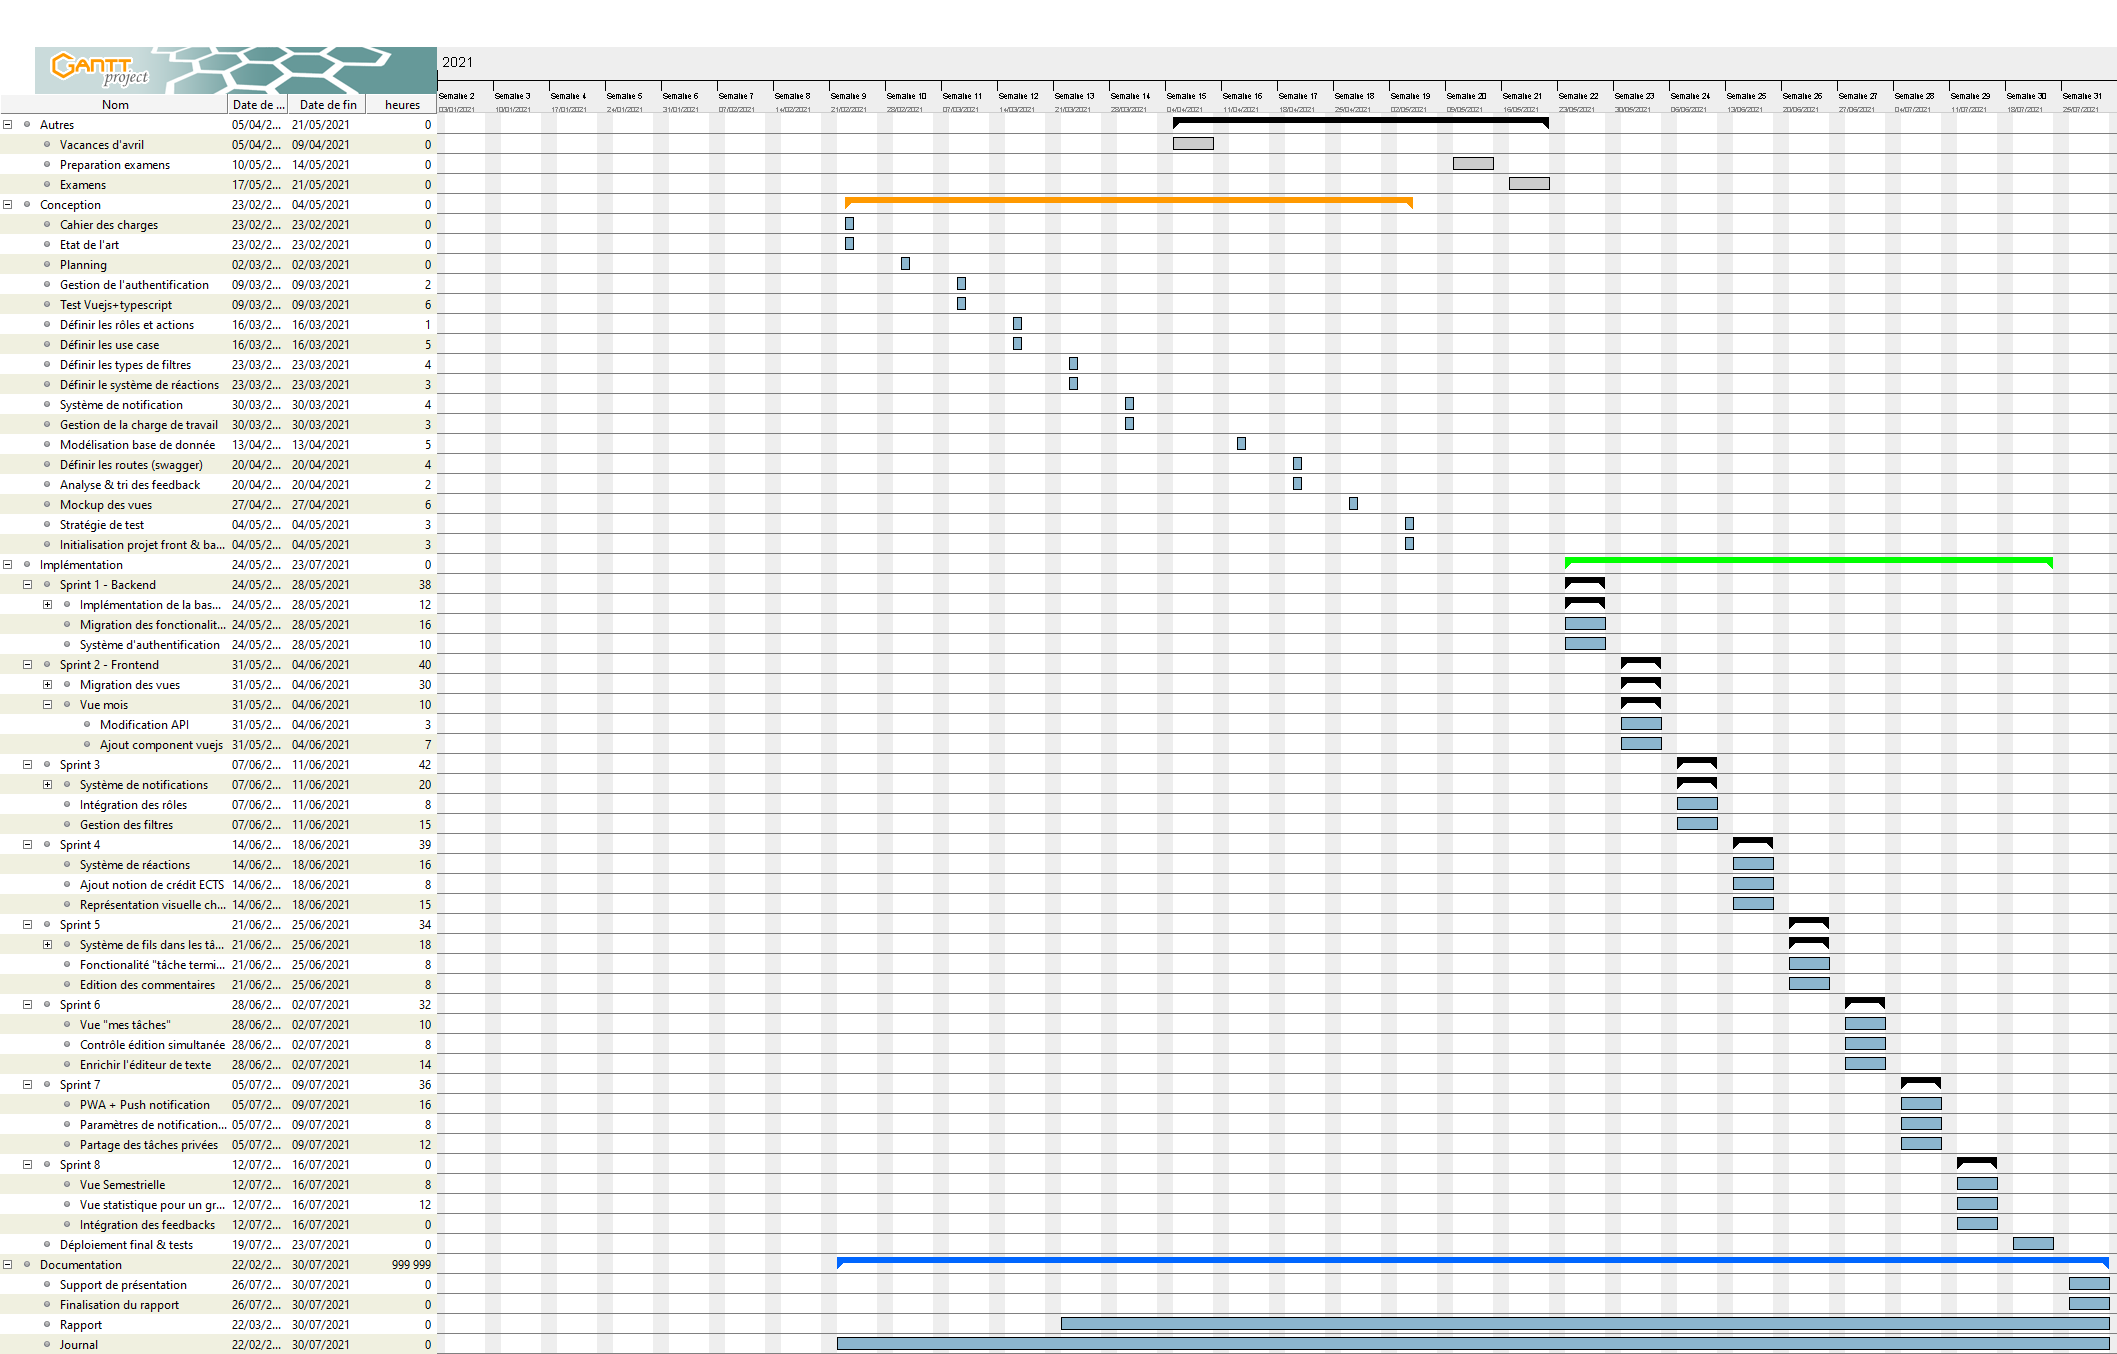 GANTT
project
2021
Semaine 2 Semaine 3 Semaine 4 Semaine 5 Semaine 6 Semaine 7 Semaine 8 Semaine 9 Semaine 10 Semaine 11 Semaine 12 Semaine 13 Semaine 14 Semaine 15 Semaine 16 Semaine 17 Semaine 18 Semaine 19 Semaine 20 Semaine 21 Semaine 22 Semaine 23 Semaine 24 Semaine 25 Semaine 26 Semaine 27 Semaine 28 Semaine 29 Semaine 30 Semaine 31
Nom Date de ... Date de fin heures
03/01/2021 10/01/2021 17/01/2021 24/01/2021 31/01/2021 07/02/2021 14/02/2021 21/02/2021 28/02/2021 07/03/2021 14/03/2021 21/03/2021 28/03/2021 04/04/2021 11/04/2021 18/04/2021 25/04/2021 02/05/2021 09/05/2021 16/05/2021 23/05/2021 30/05/2021 06/06/2021 13/06/2021 20/06/2021 27/06/2021 04/07/2021 11/07/2021 18/07/2021 25/07/2021
Autres 05/04/2... 21/05/2021 0
Vacances d'avril 05/04/2... 09/04/2021 0
Preparation examens 10/05/2... 14/05/2021 0
Examens 17/05/2... 21/05/2021 0
Conception 23/02/2... 04/05/2021 0
Cahier des charges 23/02/2... 23/02/2021 0
Etat de l'art 23/02/2... 23/02/2021 0
Planning 02/03/2... 02/03/2021 0
Gestion de l'authentification 09/03/2... 09/03/2021 2
Test Vuejs+typescript 09/03/2... 09/03/2021 6
Définir les rôles et actions 16/03/2... 16/03/2021 1
Définir les use case 16/03/2... 16/03/2021 5
Définir les types de filtres 23/03/2... 23/03/2021 4
Définir le système de réactions 23/03/2... 23/03/2021 3
Système de notification 30/03/2... 30/03/2021 4
Gestion de la charge de travail 30/03/2... 30/03/2021 3
Modélisation base de donnée 13/04/2... 13/04/2021 5
Définir les routes (swagger) 20/04/2... 20/04/2021 4
Analyse & tri des feedback 20/04/2... 20/04/2021 2
Mockup des vues 27/04/2... 27/04/2021 6
Stratégie de test 04/05/2... 04/05/2021 3
Initialisation projet front & ba... 04/05/2... 04/05/2021 3
Implémentation 24/05/2... 23/07/2021 0
Sprint 1 - Backend 24/05/2... 28/05/2021 38
Implémentation de la bas... 24/05/2... 28/05/2021 12
Migration des fonctionalit... 24/05/2... 28/05/2021 16
Système d'authentification 24/05/2... 28/05/2021 10
Sprint 2 - Frontend 31/05/2... 04/06/2021 40
Migration des vues 31/05/2... 04/06/2021 30
Vue mois 31/05/2... 04/06/2021 10
Modification API 31/05/2... 04/06/2021 3
Ajout component vuejs 31/05/2... 04/06/2021 7
Sprint 3 07/06/2... 11/06/2021 42
Système de notifications 07/06/2... 11/06/2021 20
Intégration des rôles 07/06/2... 11/06/2021 8
Gestion des filtres 07/06/2... 11/06/2021 15
Sprint 4 14/06/2... 18/06/2021 39
Système de réactions 14/06/2... 18/06/2021 16
Ajout notion de crédit ECTS 14/06/2... 18/06/2021 8
Représentation visuelle ch... 14/06/2... 18/06/2021 15
Sprint 5 21/06/2... 25/06/2021 34
Système de fils dans les tâ... 21/06/2... 25/06/2021 18
Fonctionalité "tâche termi... 21/06/2... 25/06/2021 8
Edition des commentaires 21/06/2... 25/06/2021 8
Sprint 6 28/06/2... 02/07/2021 32
Vue "mes tâches" 28/06/2... 02/07/2021 10
Contrôle édition simultanée 28/06/2... 02/07/2021 8
Enrichir l'éditeur de texte 28/06/2... 02/07/2021 14
Sprint 7 05/07/2... 09/07/2021 36
PWA + Push notification 05/07/2... 09/07/2021 16
Paramètres de notification... 05/07/2... 09/07/2021 8
Partage des tâches privées 05/07/2... 09/07/2021 12
Sprint 8 12/07/2... 16/07/2021 0
Vue Semestrielle 12/07/2... 16/07/2021 8
Vue statistique pour un gr... 12/07/2... 16/07/2021 12
Intégration des feedbacks 12/07/2... 16/07/2021 0
Déploiement final & tests 19/07/2... 23/07/2021 0
Documentation 22/02/2... 30/07/2021 999 999
Support de présentation 26/07/2... 30/07/2021 0
Finalisation du rapport 26/07/2... 30/07/2021 0
Rapport 22/03/2... 30/07/2021 0
Journal 22/02/2... 30/07/2021 0